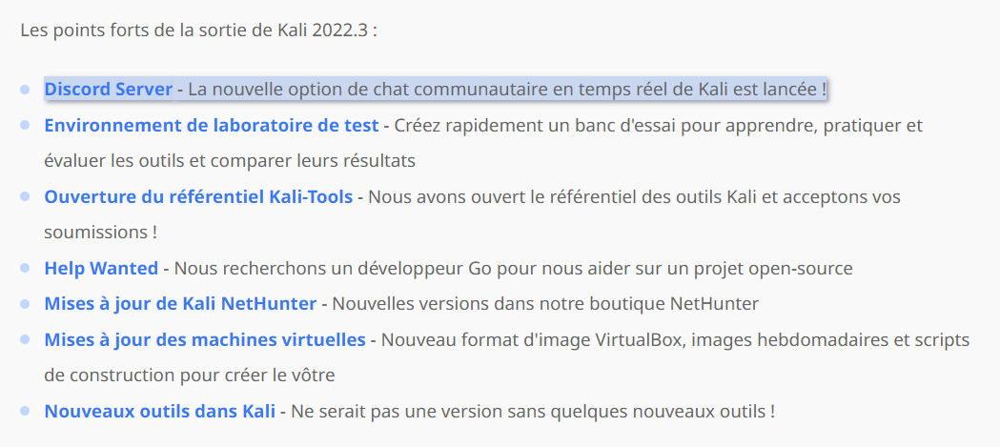 Les points forts de la sortie de Kali 2022.3 :
Discord Server - La nouvelle option de chat communautaire en temps réel de Kali est lancée !
Environnement de laboratoire de test - Créez rapidement un banc d'essai pour apprendre, pratiquer et
évaluer les outils et comparer leurs résultats
Ouverture du référentiel Kali-Tools - Nous avons ouvert le référentiel des outils Kali et acceptons vos
soumissions !
Help Wanted - Nous recherchons un développeur Go pour nous aider sur un projet open-source
Mises à jour de Kali NetHunter - Nouvelles versions dans notre boutique NetHunter
Mises à jour des machines virtuelles - Nouveau format d'image VirtualBox, images hebdomadaires et scripts
de construction pour créer le vôtre
Nouveaux outils dans Kali - Ne serait pas une version sans quelques nouveaux outils !